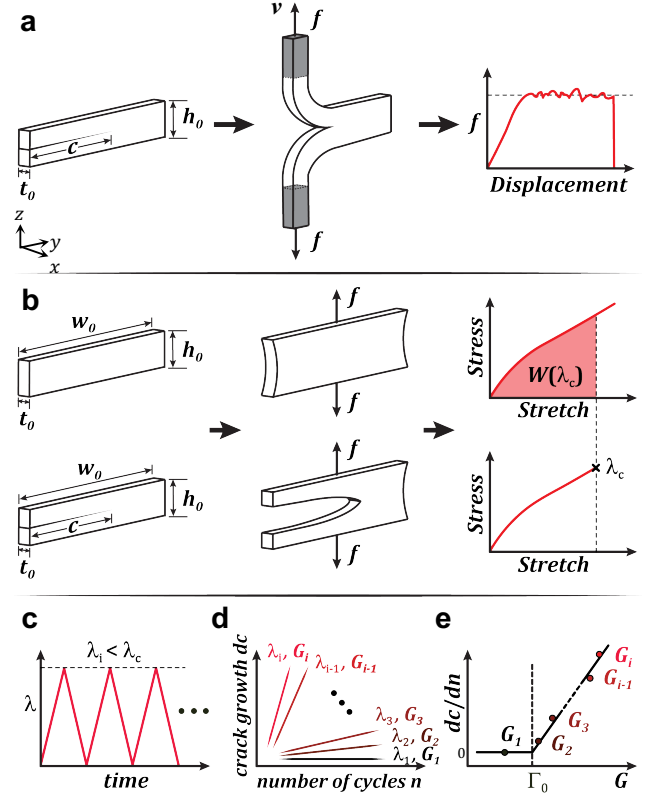 a
v
f
h₀
c
t₀
z
y
x
f
f
Displacement
b
w₀
h₀
t₀
f
f
Stress
W(λc)
Stretch
w₀
h₀
c
t₀
f
f
Stress
λc
Stretch
c
λi < λc
λ
time
d
crack growth dc
λi, Gi
λi-1, Gi-1
λ3, G3
λ2, G2
λ1, G1
number of cycles n
e
dc/dn
Gi
Gi-1
G3
G2
G1
0
Γ0
G